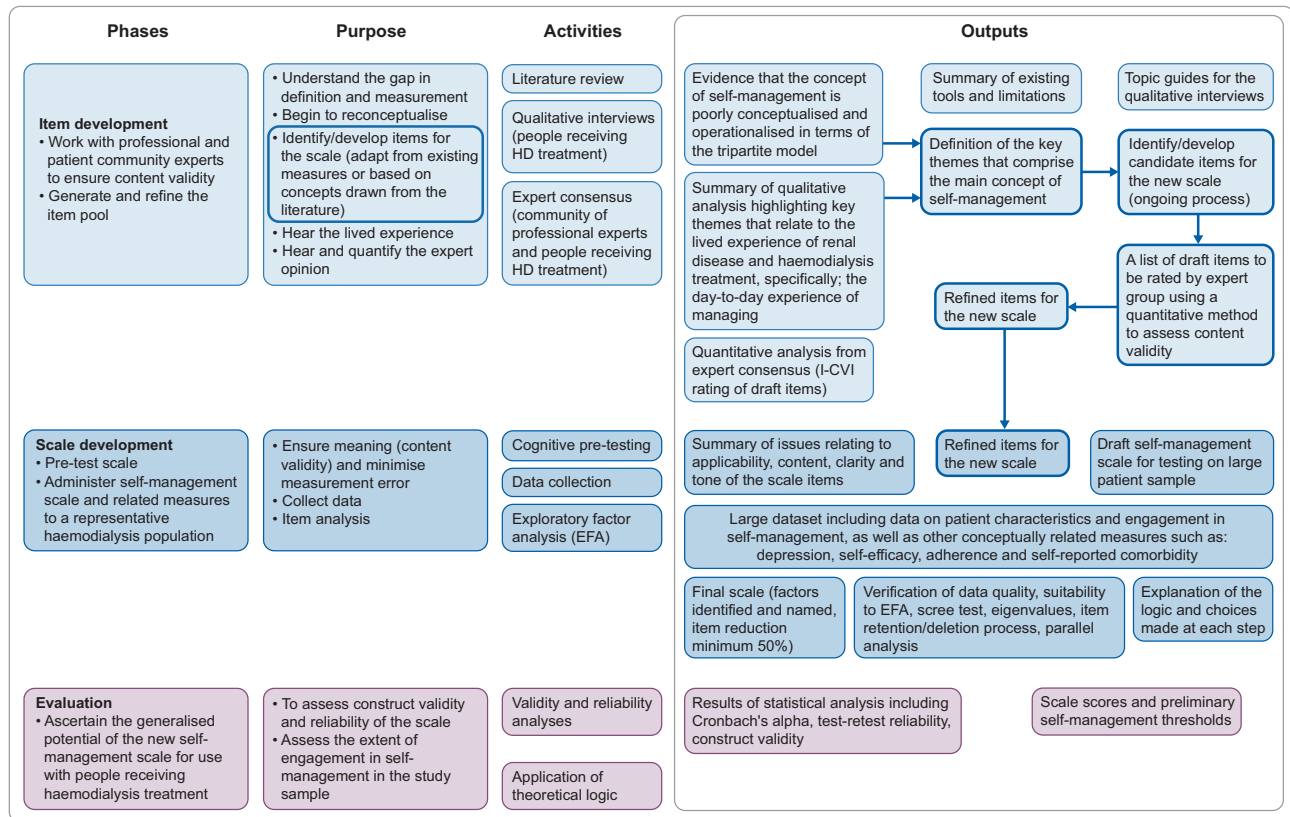 Phases
Purpose
Activities
Outputs
Item development
• Work with professional and
patient community experts
to ensure content validity
• Generate and refine the
item pool
• Understand the gap in
definition and measurement
• Begin to reconceptualise
• Identify/develop items for
the scale (adapt from existing
measures or based on
concepts drawn from the
literature)
• Hear the lived experience
• Hear and quantify the expert
opinion
Literature review
Qualitative interviews
(people receiving
HD treatment)
Expert consensus
(community of
professional experts
and people receiving
HD treatment)
Evidence that the concept
of self-management is
poorly conceptualised and
operationalised in terms of
the tripartite model
Summary of existing
tools and limitations
Topic guides for the
qualitative interviews
Definition of the key
themes that comprise
the main concept of
self-management
Identify/develop
candidate items for
the new scale
(ongoing process)
Summary of qualitative
analysis highlighting key
themes that relate to the
lived experience of renal
disease and haemodialysis
treatment, specifically; the
day-to-day experience of
managing
Refined items for
the new scale
A list of draft items to
be rated by expert
group using a
quantitative method
to assess content
validity
Quantitative analysis from
expert consensus (I-CVI
rating of draft items)
Scale development
• Pre-test scale
• Administer self-management
scale and related measures
to a representative
haemodialysis population
• Ensure meaning (content
validity) and minimise
measurement error
• Collect data
• Item analysis
Cognitive pre-testing
Data collection
Exploratory factor
analysis (EFA)
Summary of issues relating to
applicability, content, clarity and
tone of the scale items
Refined items for
the new scale
Draft self-management
scale for testing on large
patient sample
Large dataset including data on patient characteristics and engagement in
self-management, as well as other conceptually related measures such as:
depression, self-efficacy, adherence and self-reported comorbidity
Final scale (factors
identified and named,
item reduction
minimum 50%)
Verification of data quality, suitability
to EFA, scree test, eigenvalues, item
retention/deletion process, parallel
analysis
Explanation of the
logic and choices
made at each step
Evaluation
• Ascertain the generalised
potential of the new self-
management scale for use
with people receiving
haemodialysis treatment
• To assess construct validity
and reliability of the scale
• Assess the extent of
engagement in self-
management in the study
sample
Validity and reliability
analyses
Application of
theoretical logic
Results of statistical analysis including
Cronbach's alpha, test-retest reliability,
construct validity
Scale scores and preliminary
self-management thresholds